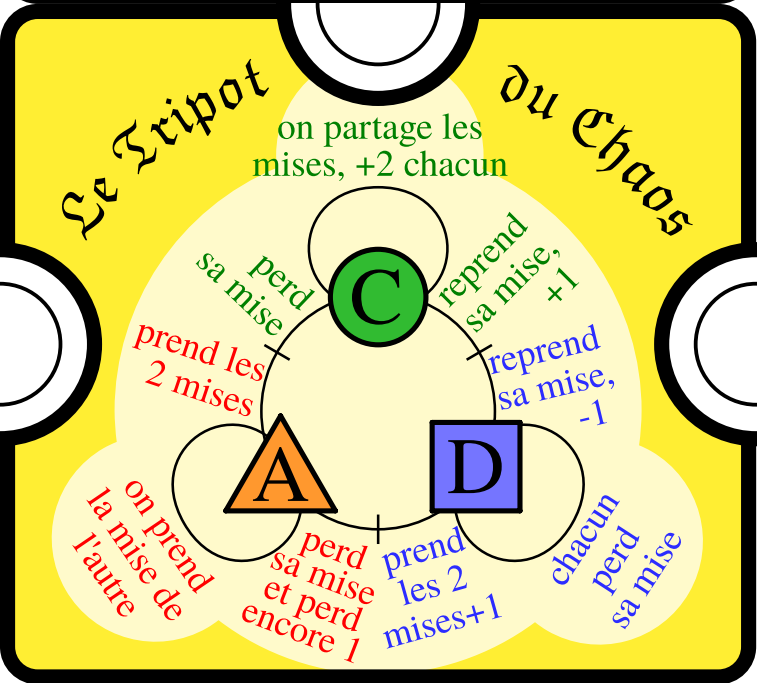 Le Tripot
du Chaos
on partage les
mises, +2 chacun
perd
sa mise
C
reprend
sa mise,
+1
prend les
2 mises
reprend
sa mise,
-1
A
D
on prend
la mise de
l'autre
perd
sa mise
et perd
encore 1
prend
les 2
mises+1
chacun
perd
sa mise